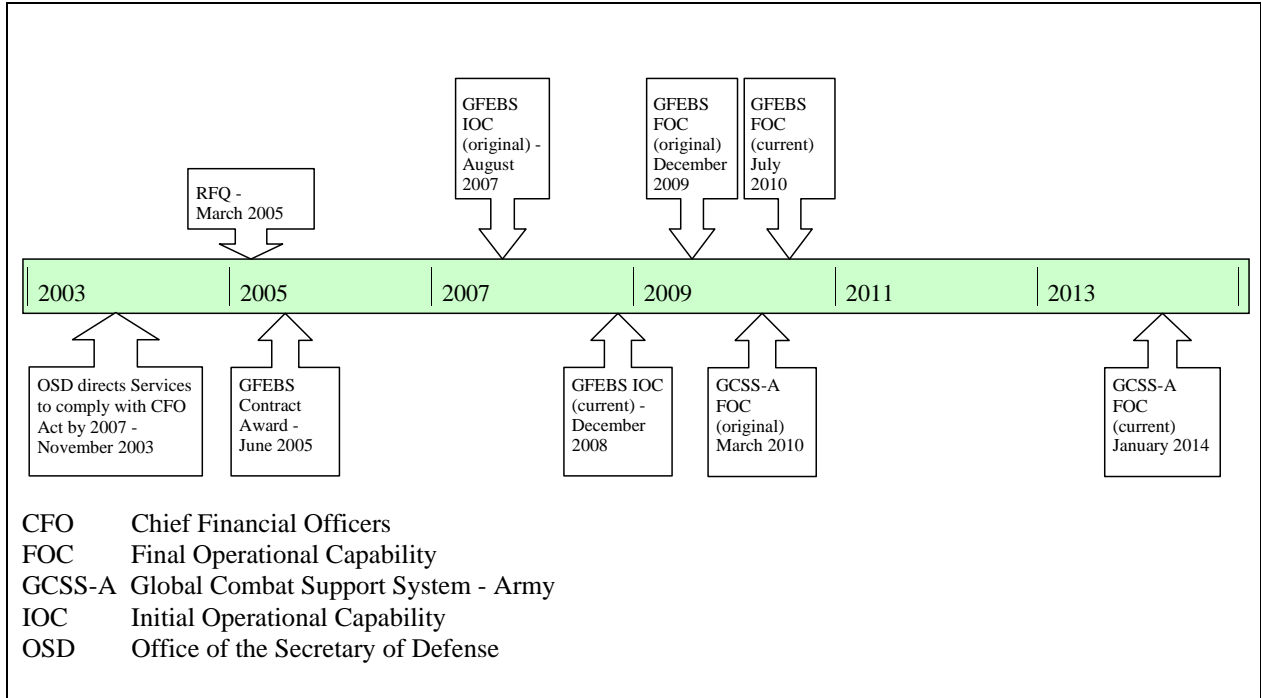 GFEBS
IOC
(original) -
August
2007
GFEBS
FOC
(original)
December
2009
GFEBS
FOC
(current)
July
2010
RFQ -
March 2005
2003
2005
2007
2009
2011
2013
OSD directs Services
to comply with CFO
Act by 2007 -
November 2003
GFEBS
Contract
Award -
June 2005
GFEBS IOC
(current) -
December
2008
GCSS-A
FOC
(original)
March 2010
GCSS-A
FOC
(current)
January 2014
CFO Chief Financial Officers
FOC Final Operational Capability
GCSS-A Global Combat Support System - Army
IOC Initial Operational Capability
OSD Office of the Secretary of Defense